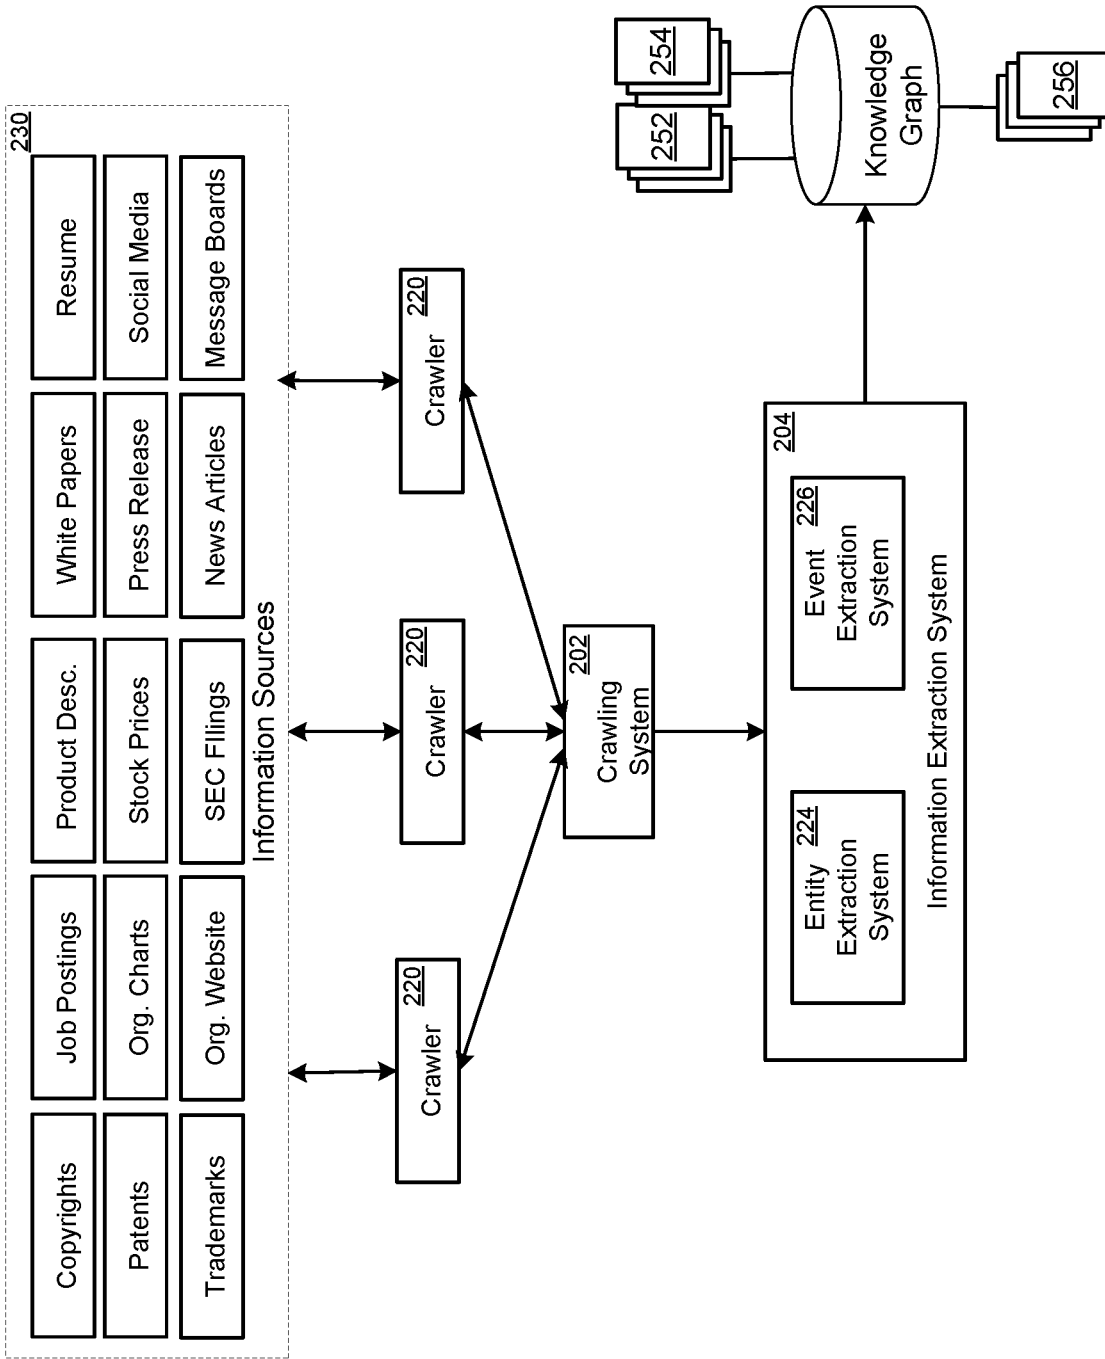 230
Copyrights
Job Postings
Product Desc.
White Papers
Resume
Patents
Org. Charts
Stock Prices
Press Release
Social Media
Trademarks
Org. Website
SEC FIlings
News Articles
Message Boards
Information Sources
220
Crawler
220
Crawler
220
Crawler
202
Crawling
System
204
Entity 224
Extraction
System
Event 226
Extraction
System
Information Extraction System
252
254
Knowledge
Graph
256